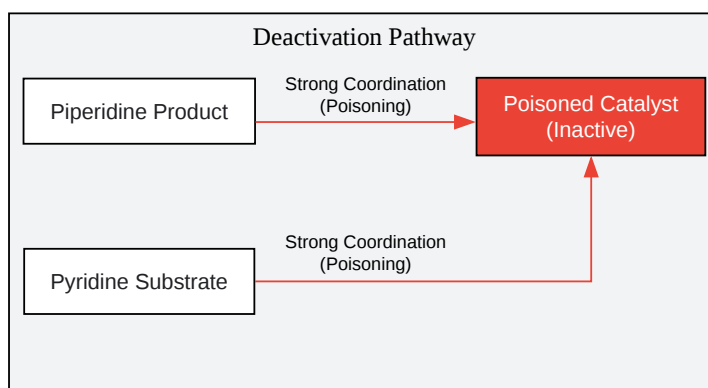 Deactivation Pathway
Piperidine Product
Strong Coordination
(Poisoning)
Poisoned Catalyst
(Inactive)
Pyridine Substrate
Strong Coordination
(Poisoning)